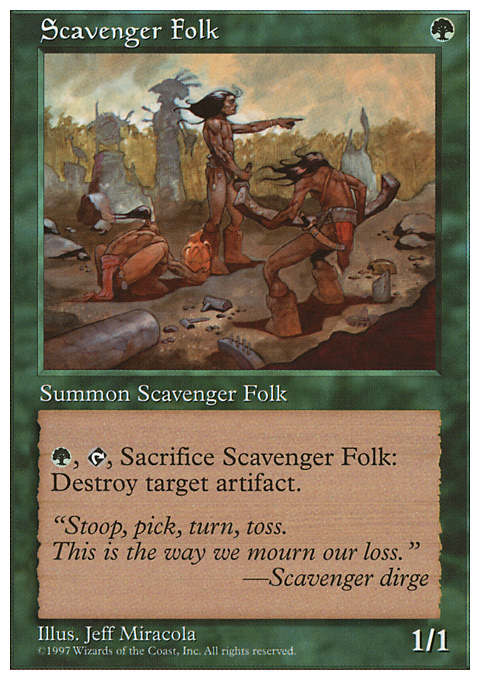 Scavenger Folk
Summon Scavenger Folk
, , Sacrifice Scavenger Folk:
Destroy target artifact.
“Stoop, pick, turn, toss.
This is the way we mourn our loss.”
—Scavenger dirge
Illus. Jeff Miracola
©1997 Wizards of the Coast, Inc. All rights reserved.
1/1